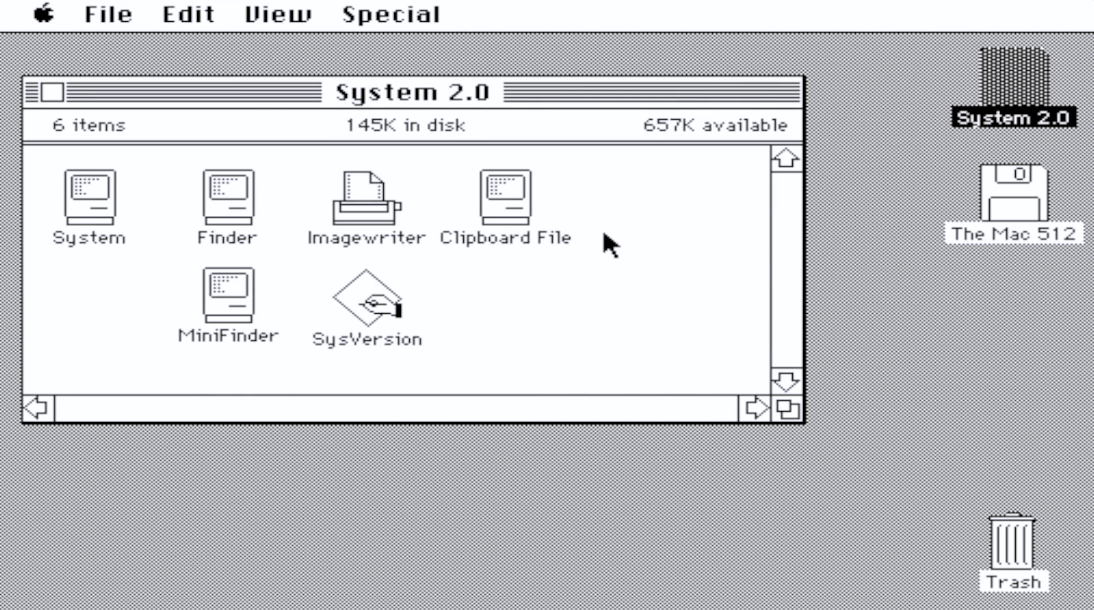 File Edit View Special
System 2.0
6 items 145K in disk 657K available
System Finder Imagewriter Clipboard File
MiniFinder SysVersion
System 2.0
0
The Mac 512
Trash